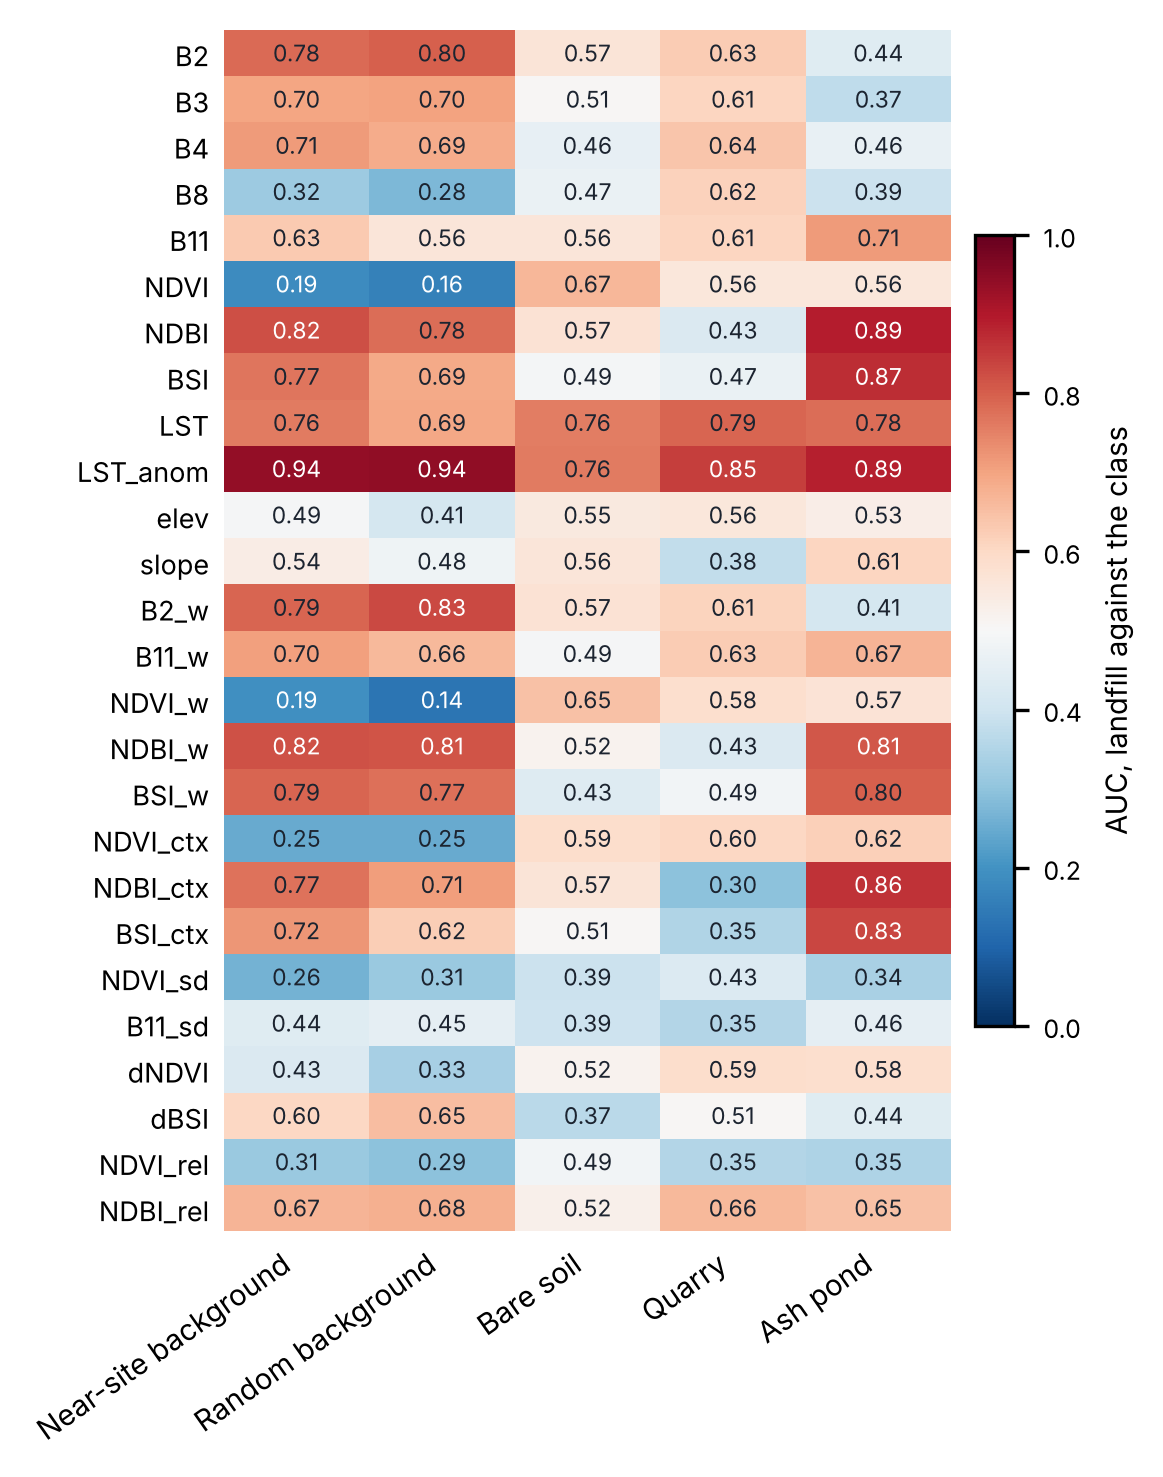 B2 0.78 0.80 0.57 0.63 0.44
B3 0.70 0.70 0.51 0.61 0.37
B4 0.71 0.69 0.46 0.64 0.46
B8 0.32 0.28 0.47 0.62 0.39
B11 0.63 0.56 0.56 0.61 0.71
NDVI 0.19 0.16 0.67 0.56 0.56
NDBI 0.82 0.78 0.57 0.43 0.89
BSI 0.77 0.69 0.49 0.47 0.87
LST 0.76 0.69 0.76 0.79 0.78
LST_anom 0.94 0.94 0.76 0.85 0.89
elev 0.49 0.41 0.55 0.56 0.53
slope 0.54 0.48 0.56 0.38 0.61
B2_w 0.79 0.83 0.57 0.61 0.41
B11_w 0.70 0.66 0.49 0.63 0.67
NDVI_w 0.19 0.14 0.65 0.58 0.57
NDBI_w 0.82 0.81 0.52 0.43 0.81
BSI_w 0.79 0.77 0.43 0.49 0.80
NDVI_ctx 0.25 0.25 0.59 0.60 0.62
NDBI_ctx 0.77 0.71 0.57 0.30 0.86
BSI_ctx 0.72 0.62 0.51 0.35 0.83
NDVI_sd 0.26 0.31 0.39 0.43 0.34
B11_sd 0.44 0.45 0.39 0.35 0.46
dNDVI 0.43 0.33 0.52 0.59 0.58
dBSI 0.60 0.65 0.37 0.51 0.44
NDVI_rel 0.31 0.29 0.49 0.35 0.35
NDBI_rel 0.67 0.68 0.52 0.66 0.65
Near-site background
Random background
Bare soil
Quarry
Ash pond
1.0
0.8
0.6
0.4
0.2
0.0
AUC, landfill against the class